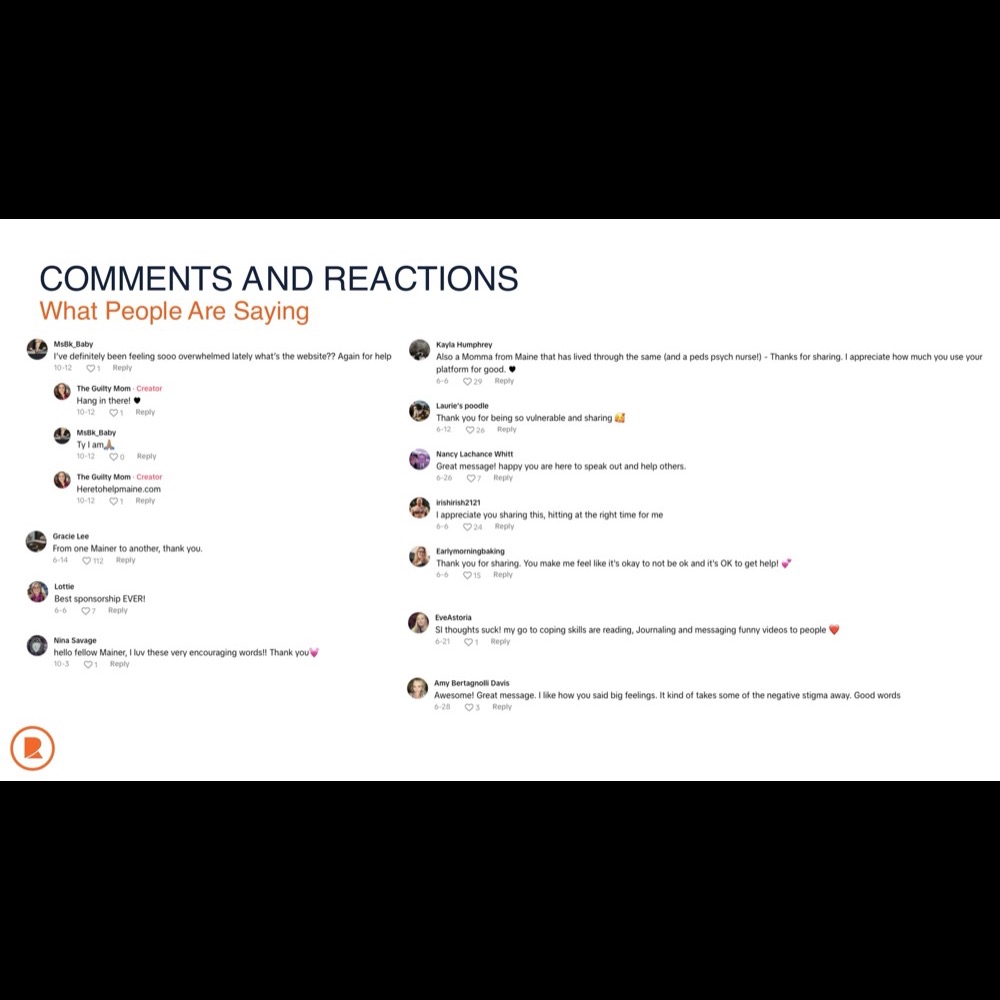 COMMENTS AND REACTIONS
What People Are Saying
MsBk_Baby
I've definitely been feeling sooo overwhelmed lately what's the website?? Again for help
10-12 1 Reply
The Guilty Mom · Creator
Hang in there! 🖤
10-12 1 Reply
MsBk_Baby
Ty I am🙏🏽
10-12 0 Reply
The Guilty Mom · Creator
Heretohelpmaine.com
10-12 1 Reply
Gracie Lee
From one Mainer to another, thank you.
6-14 112 Reply
Lottie
Best sponsorship EVER!
6-6 7 Reply
Nina Savage
hello fellow Mainer, I luv these very encouraging words!! Thank you💓
10-3 1 Reply
Kayla Humphrey
Also a Momma from Maine that has lived through the same (and a peds psych nurse!) - Thanks for sharing. I appreciate how much you use your
platform for good. 🖤
6-6 29 Reply
Laurie's poodle
Thank you for being so vulnerable and sharing 🥰
6-12 26 Reply
Nancy Lachance Whitt
Great message! happy you are here to speak out and help others.
6-26 7 Reply
irishirish2121
I appreciate you sharing this, hitting at the right time for me
6-6 24 Reply
Earlymorningbaking
Thank you for sharing. You make me feel like it's okay to not be ok and it's OK to get help! 💕
6-6 15 Reply
EveAstoria
SI thoughts suck! my go to coping skills are reading, Journaling and messaging funny videos to people ❤️
6-21 1 Reply
Amy Bertagnolli Davis
Awesome! Great message. I like how you said big feelings. It kind of takes some of the negative stigma away. Good words
6-28 3 Reply
R